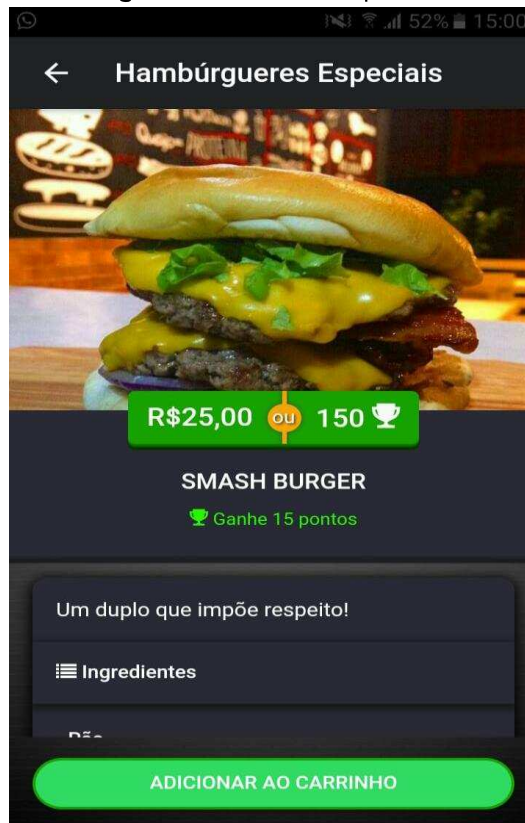 52% 15:00
Hambúrgueres Especiais
R$25,00 ou 150
SMASH BURGER
Ganhe 15 pontos
Um duplo que impõe respeito!
Ingredientes
ADICIONAR AO CARRINHO